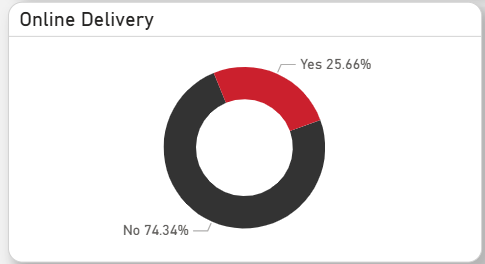 Online Delivery
Yes 25.66%
No 74.34%